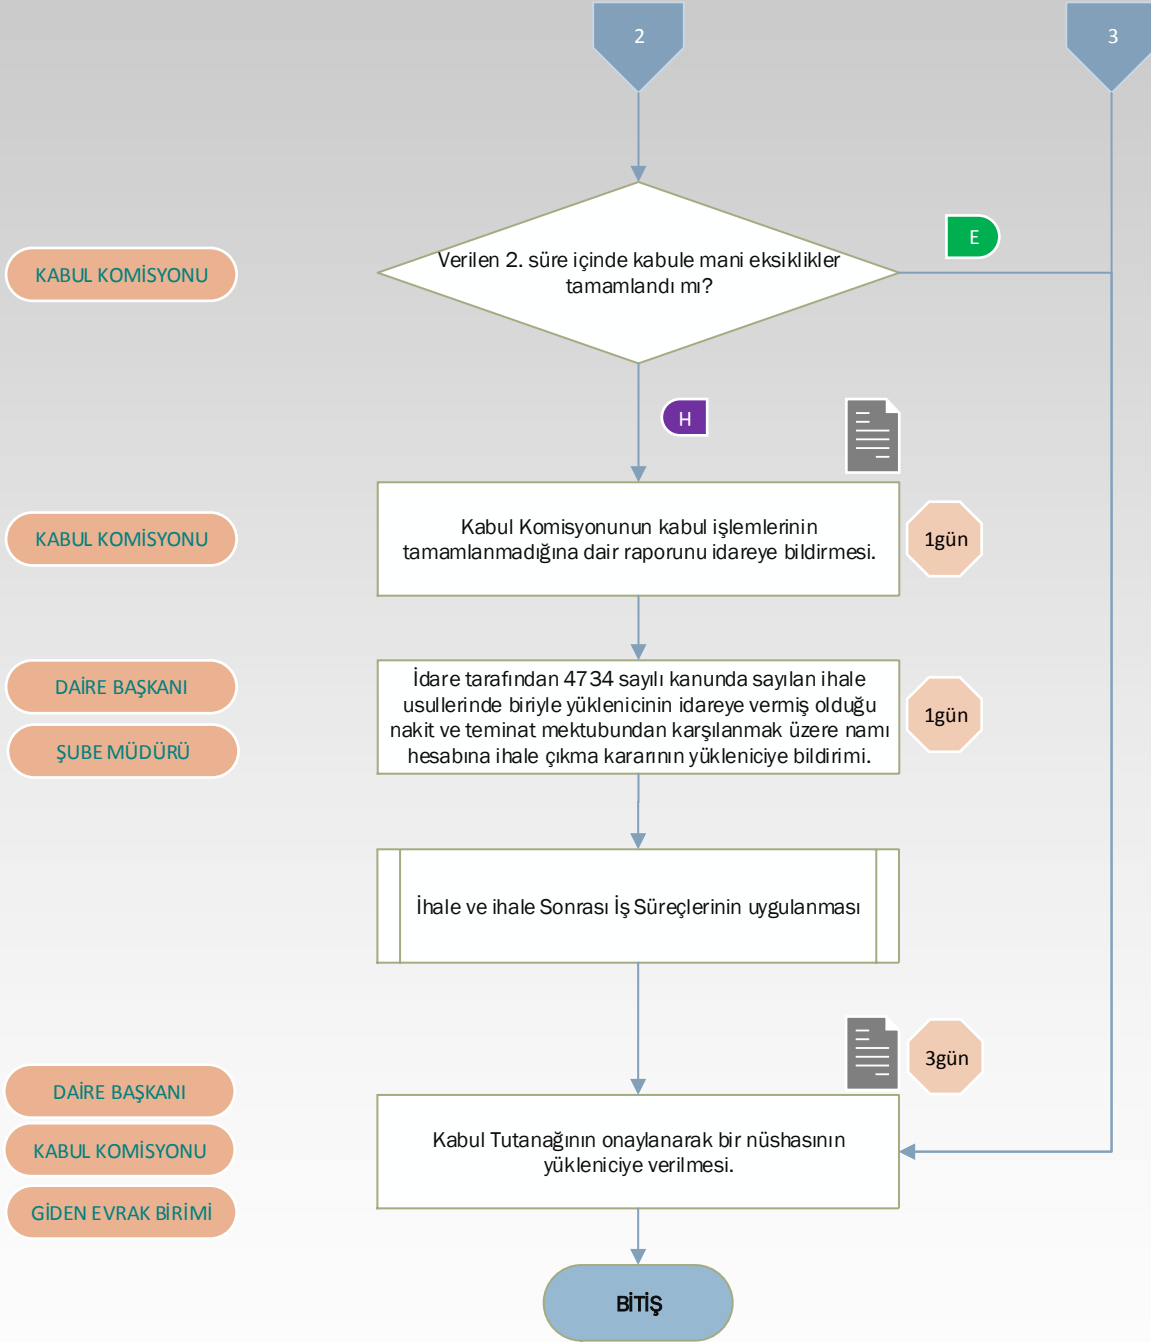 2
3
KABUL KOMİSYONU
Verilen 2. süre içinde kabule mani eksiklikler
tamamlandı mı?
E
H
KABUL KOMİSYONU
Kabul Komisyonunun kabul işlemlerinin
tamamlanmadığına dair raporunu idareye bildirmesi.
1gün
DAİRE BAŞKANI
ŞUBE MÜDÜRÜ
İdare tarafından 4734 sayılı kanunda sayılan ihale
usullerinde biriyle yüklenicinin idareye vermiş olduğu
nakit ve teminat mektubundan karşılanmak üzere namı
hesabına ihale çıkma kararının yükleniciye bildirimi.
1gün
İhale ve ihale Sonrası İş Süreçlerinin uygulanması
3gün
DAİRE BAŞKANI
KABUL KOMİSYONU
GİDEN EVRAK BİRİMİ
Kabul Tutanağının onaylanarak bir nüshasının
yükleniciye verilmesi.
BİTİŞ